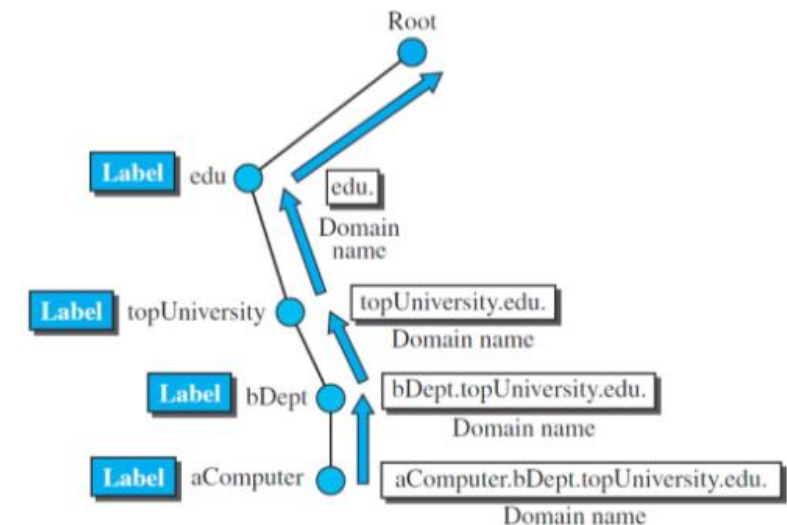 Root
Label edu
edu.
Domain
name
Label topUniversity
topUniversity.edu.
Domain name
Label bDept
bDept.topUniversity.edu.
Domain name
Label aComputer
aComputer.bDept.topUniversity.edu.
Domain name